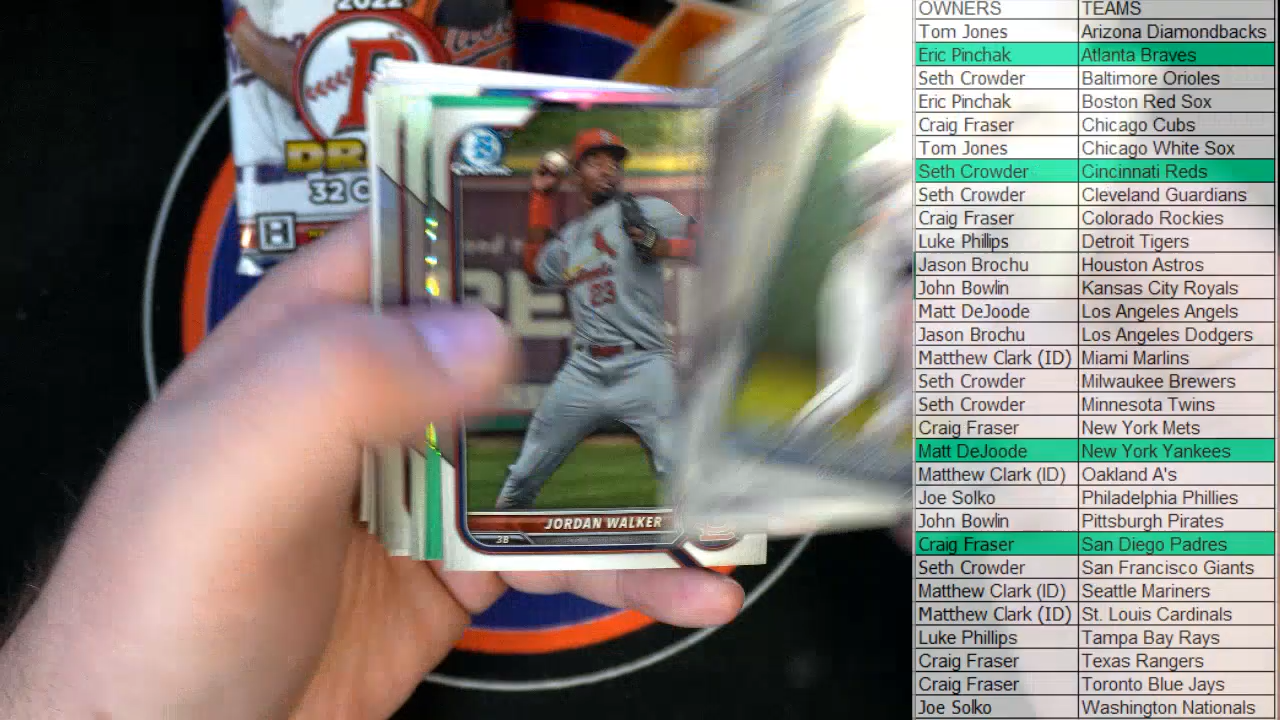 2022
32
JORDAN WALKER
3B
23
OWNERS TEAMS
Tom Jones Arizona Diamondbacks
Eric Pinchak Atlanta Braves
Seth Crowder Baltimore Orioles
Eric Pinchak Boston Red Sox
Craig Fraser Chicago Cubs
Tom Jones Chicago White Sox
Seth Crowder Cincinnati Reds
Seth Crowder Cleveland Guardians
Craig Fraser Colorado Rockies
Luke Phillips Detroit Tigers
Jason Brochu Houston Astros
John Bowlin Kansas City Royals
Matt DeJoode Los Angeles Angels
Jason Brochu Los Angeles Dodgers
Matthew Clark (ID) Miami Marlins
Seth Crowder Milwaukee Brewers
Seth Crowder Minnesota Twins
Craig Fraser New York Mets
Matt DeJoode New York Yankees
Matthew Clark (ID) Oakland A's
Joe Solko Philadelphia Phillies
John Bowlin Pittsburgh Pirates
Craig Fraser San Diego Padres
Seth Crowder San Francisco Giants
Matthew Clark (ID) Seattle Mariners
Matthew Clark (ID) St. Louis Cardinals
Luke Phillips Tampa Bay Rays
Craig Fraser Texas Rangers
Craig Fraser Toronto Blue Jays
Joe Solko Washington Nationals